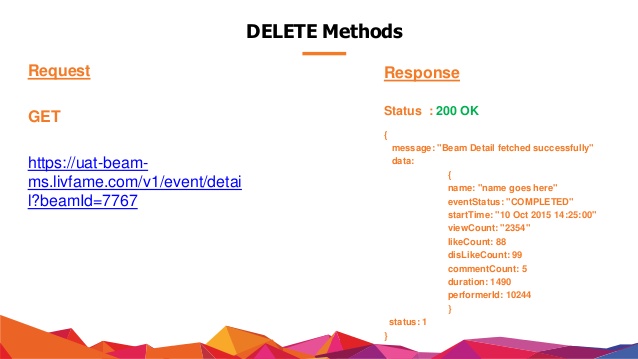 DELETE Methods
Request
GET
https://uat-beam-
ms.livfame.com/v1/event/detai
l?beamId=7767
Response
Status : 200 OK
{
message: "Beam Detail fetched successfully"
data:
{
name: "name goes here"
eventStatus: "COMPLETED"
startTime: "10 Oct 2015 14:25:00"
viewCount: "2354"
likeCount: 88
disLikeCount: 99
commentCount: 5
duration: 1490
performerId: 10244
}
status: 1
}